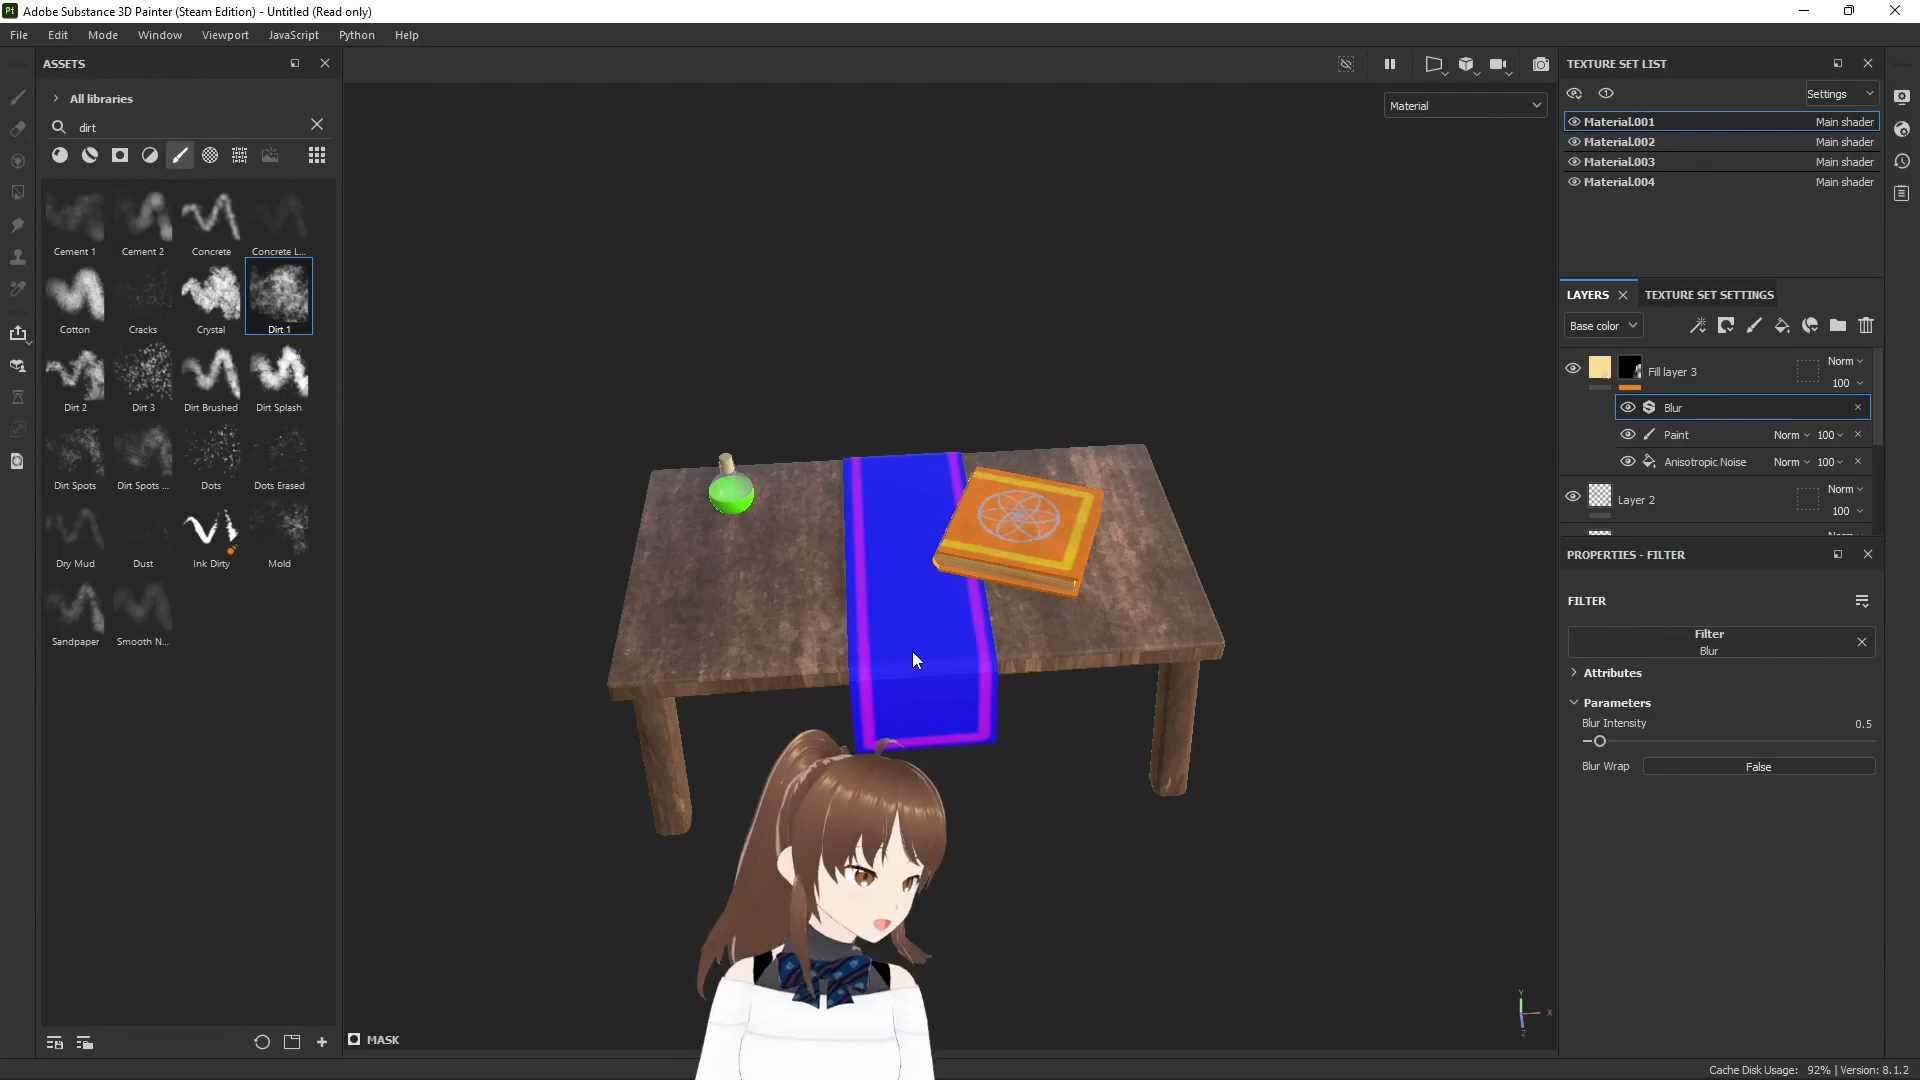 Pt Adobe Substance 3D Painter (Steam Edition) - Untitled (Read only)
File Edit Mode Window Viewport JavaScript Python Help
ASSETS
All libraries
dirt
Cement 1 Cement 2 Concrete Concrete L...
Cotton Cracks Crystal Dirt 1
Dirt 2 Dirt 3 Dirt Brushed Dirt Splash
Dirt Spots Dirt Spots ... Dots Dots Erased
Dry Mud Dust Ink Dirty Mold
Sandpaper Smooth N...
Material
MASK
Y
X
Z
TEXTURE SET LIST
Settings
Material.001 Main shader
Material.002 Main shader
Material.003 Main shader
Material.004 Main shader
LAYERS TEXTURE SET SETTINGS
Base color
Fill layer 3 Norm
100
Blur
Paint Norm 100
Anisotropic Noise Norm 100
Layer 2 Norm
100
PROPERTIES - FILTER
FILTER
Filter
Blur
Attributes
Parameters
Blur Intensity 0.5
Blur Wrap False
Cache Disk Usage: 92% | Version: 8.1.2